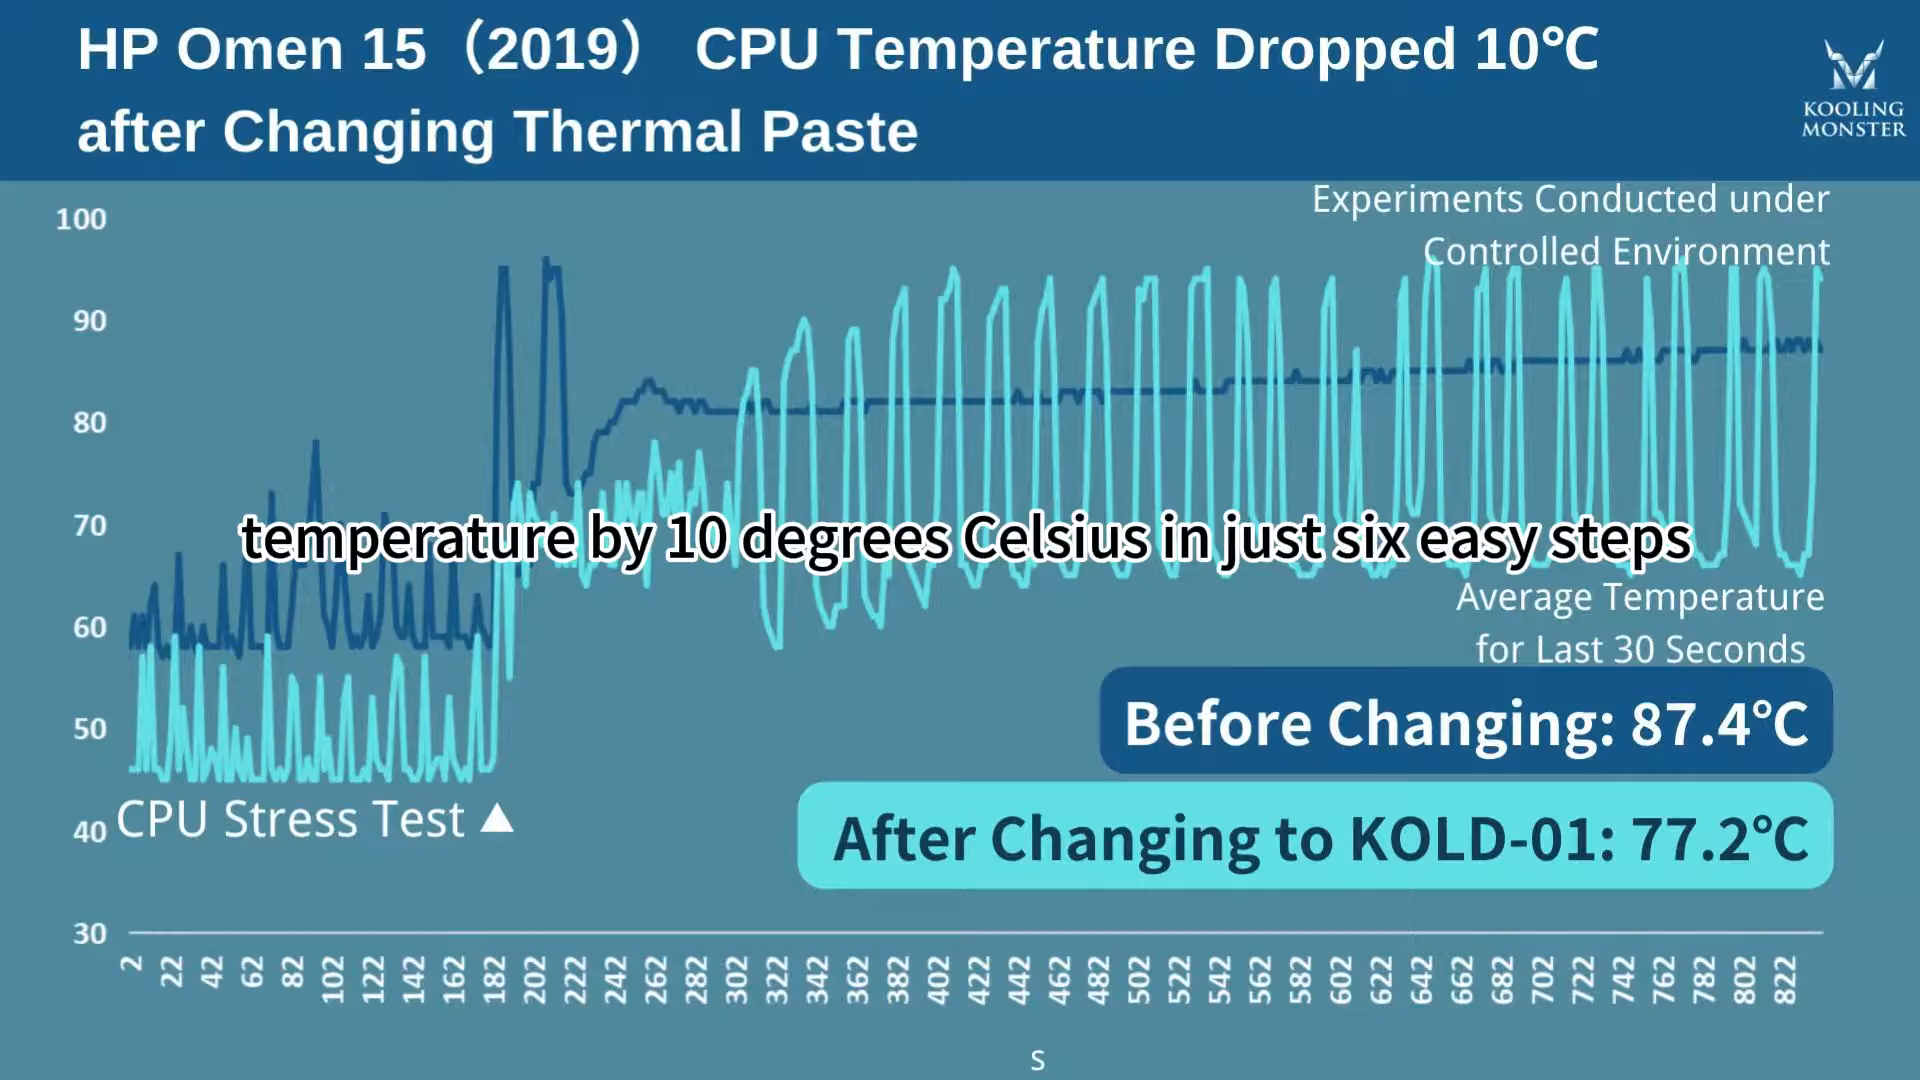 HP Omen 15（2019） CPU Temperature Dropped 10℃
after Changing Thermal Paste
KOOLING
MONSTER
Experiments Conducted under
Controlled Environment
100
90
80
70
60
50
40
30
temperature by 10 degrees Celsius in just six easy steps
Average Temperature
for Last 30 Seconds
Before Changing: 87.4℃
After Changing to KOLD-01: 77.2℃
CPU Stress Test ▲
2 22 42 62 82 102 122 142 162 182 202 222 242 262 282 302 322 342 362 382 402 422 442 462 482 502 522 542 562 582 602 622 642 662 682 702 722 742 762 782 802 822
s